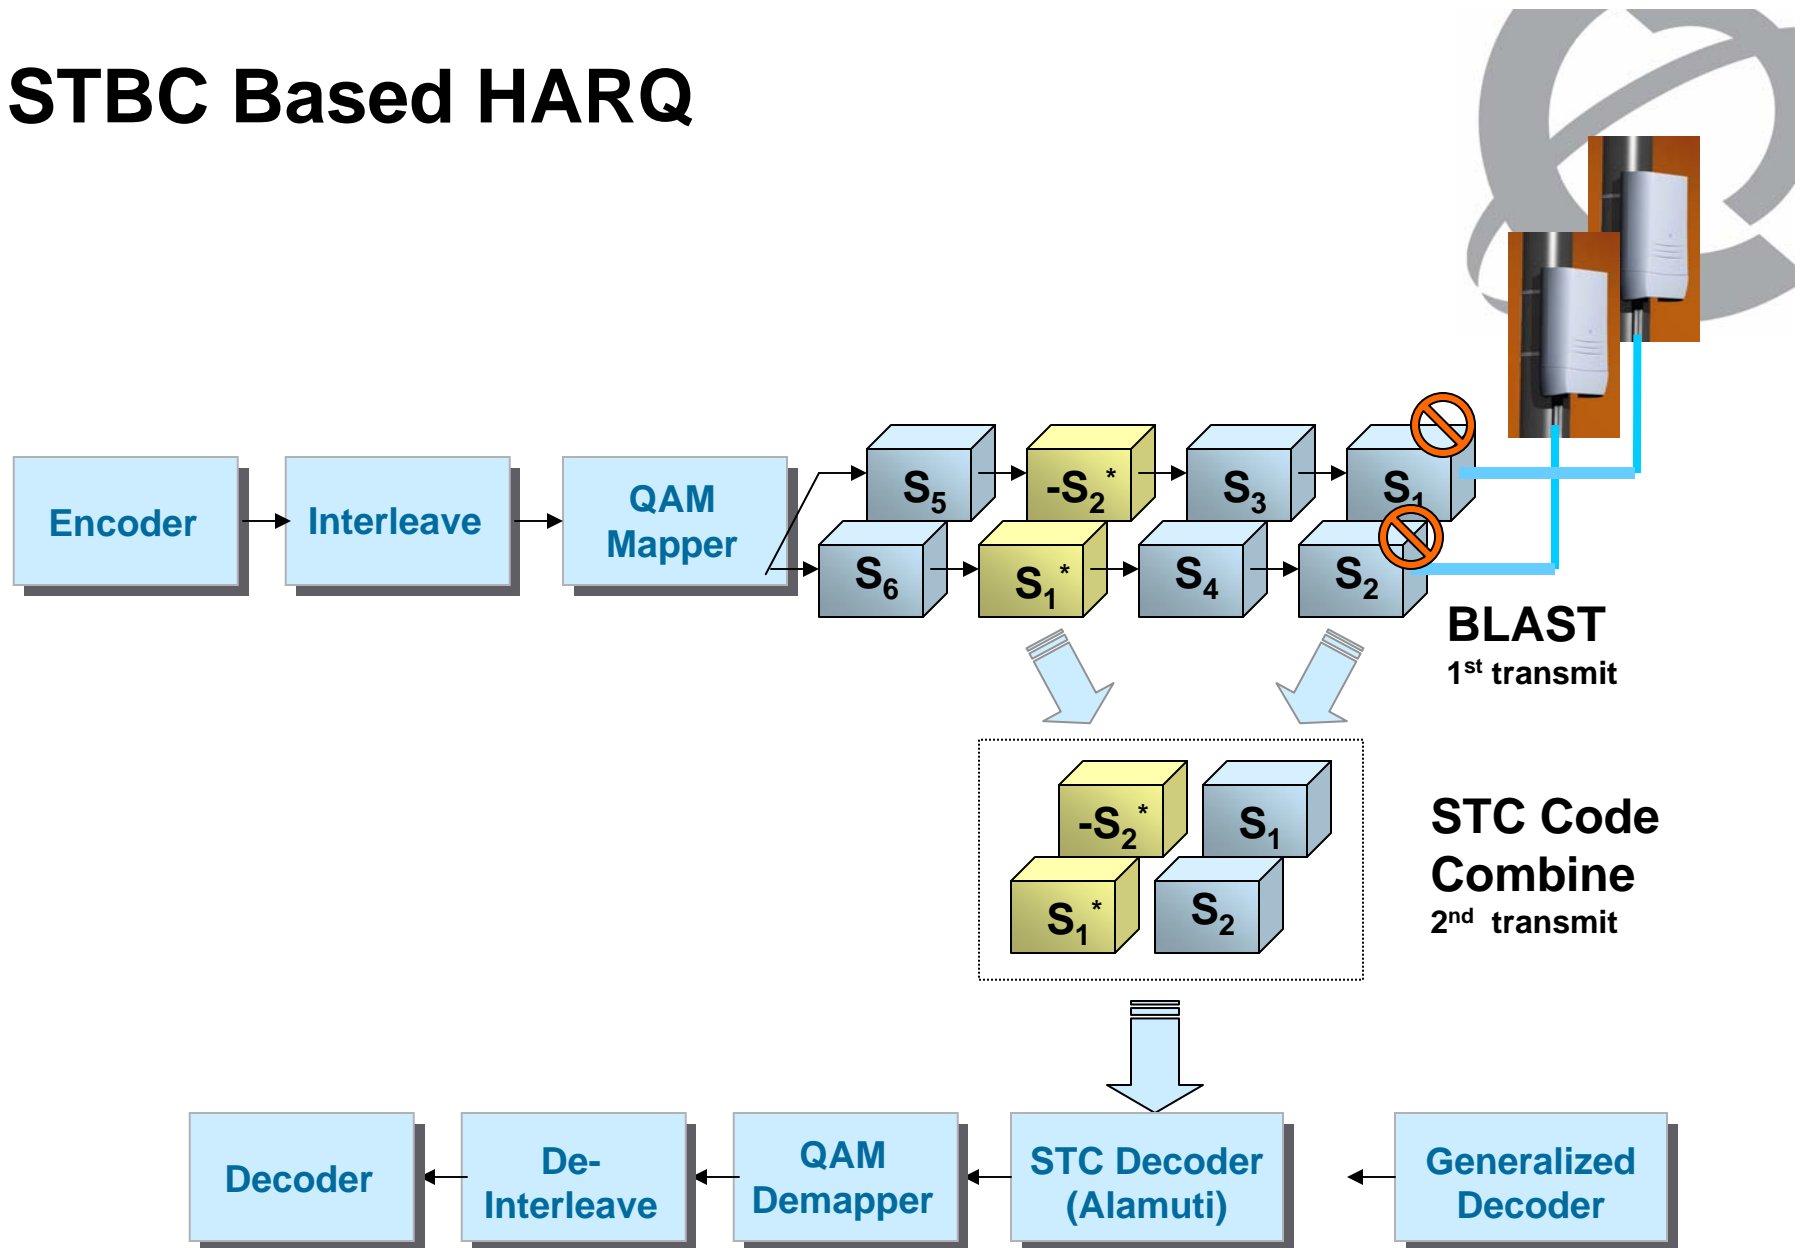 STBC Based HARQ
Encoder
Interleave
QAM
Mapper
S5
-S2*
S3
S1
S6
S1*
S4
S2
BLAST
1st transmit
-S2*
S1
S1*
S2
STC Code
Combine
2nd transmit
Decoder
De-
Interleave
QAM
Demapper
STC Decoder
(Alamuti)
Generalized
Decoder